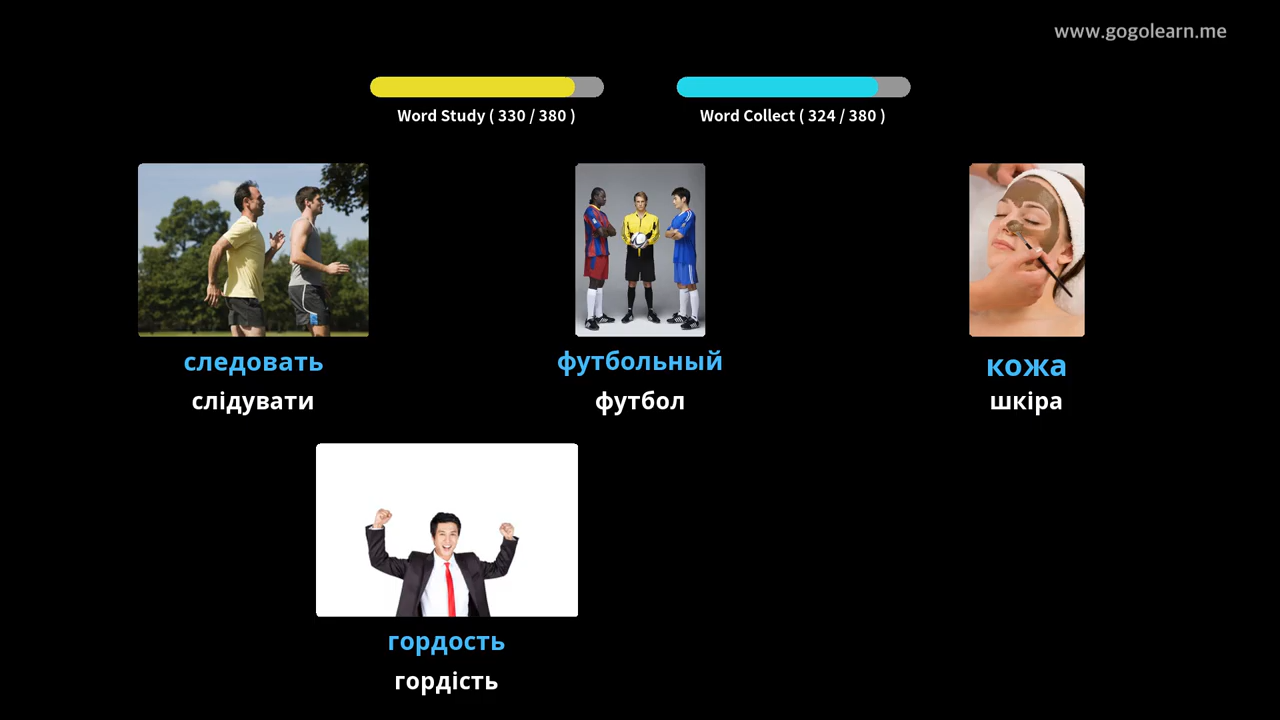 www.gogolearn.me
Word Study ( 330 / 380 )
Word Collect ( 324 / 380 )
следовать
слідувати
футбольный
футбол
кожа
шкіра
гордость
гордість